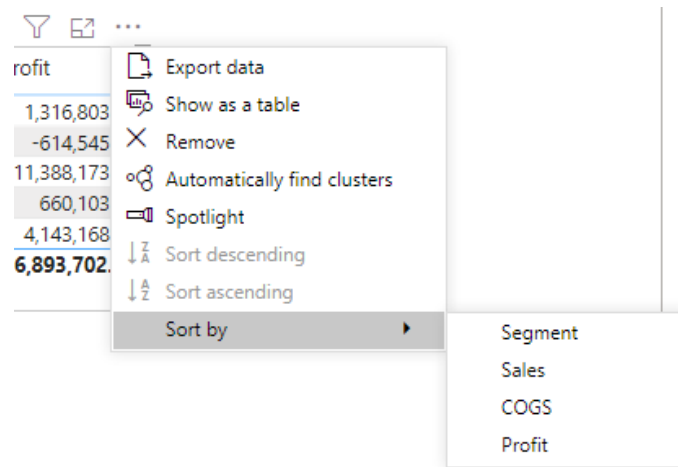 rofit
1,316,803
-614,545
11,388,173
660,103
4,143,168
6,893,702.
Export data
Show as a table
Remove
Automatically find clusters
Spotlight
Sort descending
Sort ascending
Sort by
Segment
Sales
COGS
Profit